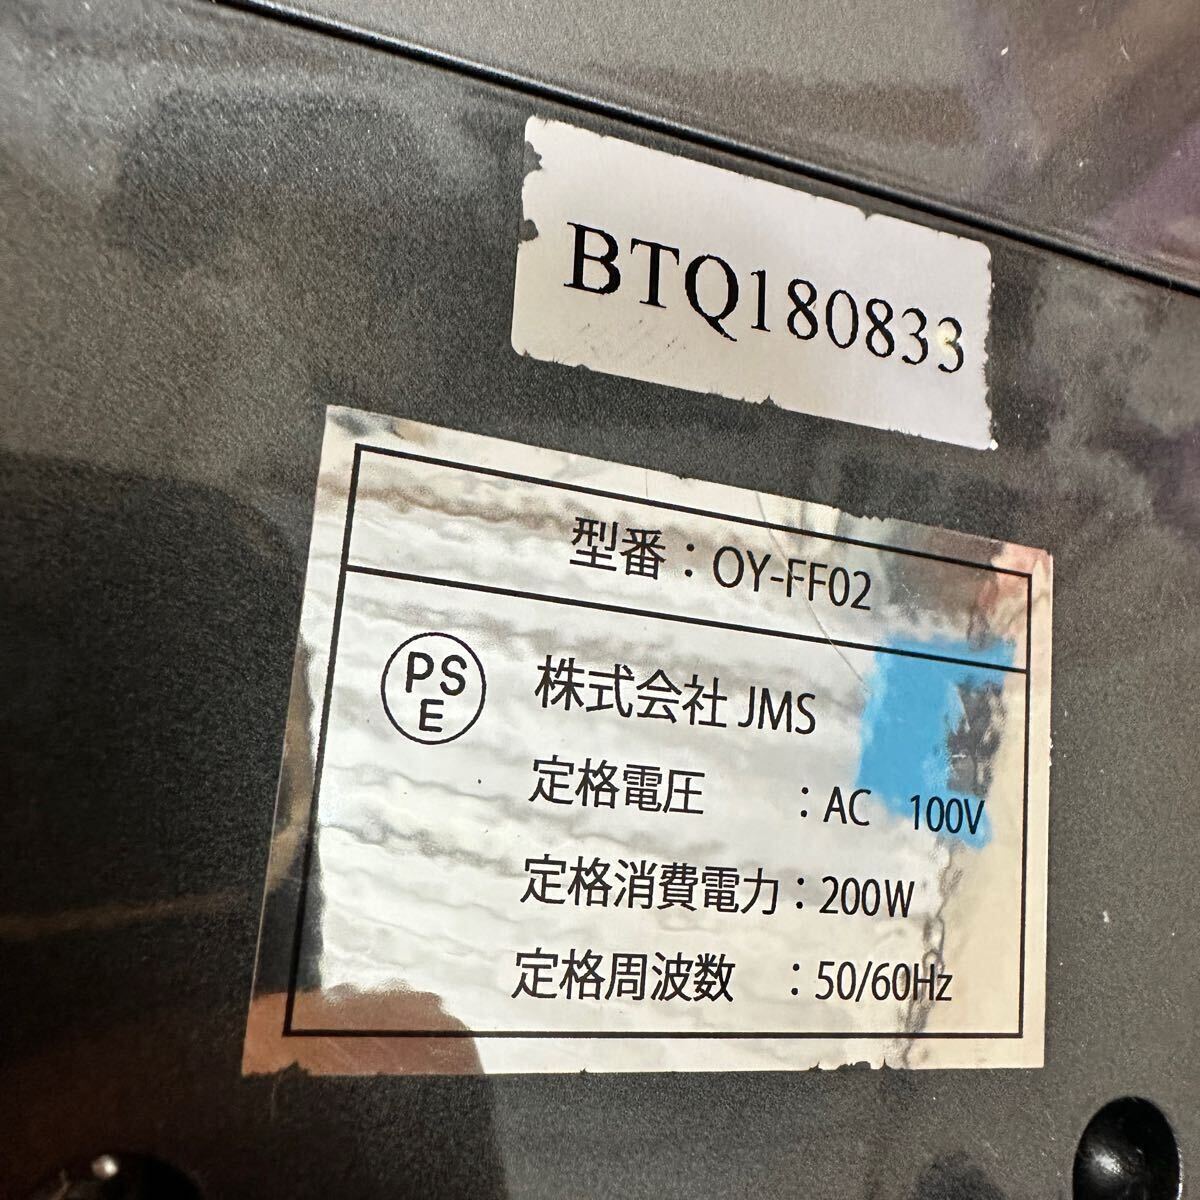 BTQ180833
型番：OY-FF02
PSE
株式会社 JMS
定格電圧 ：AC 100V
定格消費電力：200W
定格周波数 ：50/60Hz